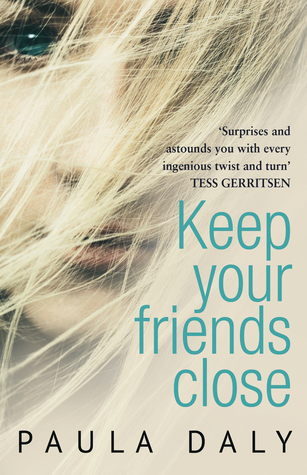 ‘Surprises and
astounds you with every
ingenious twist and turn’
TESS GERRITSEN
Keep
your
friends
close
PAULA DALY